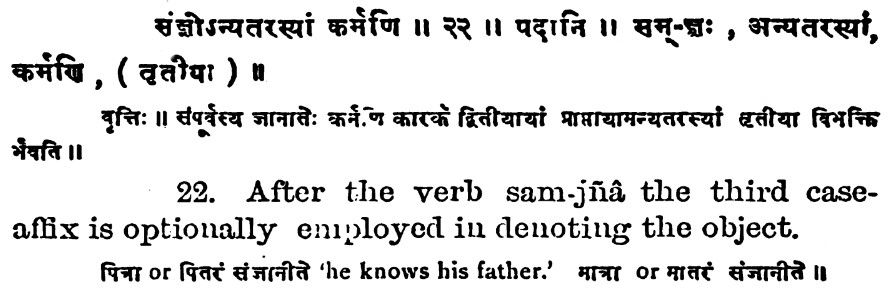 संज्ञोऽन्यतरस्यां कर्मणि ॥ २२ ॥ पदानि ॥ सम्-ज्ञः , अन्यतरस्यां,
कर्मणि , ( तृतीया ) ॥
वृत्तिः ॥ संपूर्वस्य जानातेः कर्मणि कारके द्वितीयायां प्राप्तायामन्यतरस्यां तृतीया विभक्ति
र्भवति ॥
22. After the verb sam-jñâ the third case-
affix is optionally employed in denoting the object.
पित्रा or पितरं संजानीते 'he knows his father.' मात्रा or मातरं संजानीते ॥